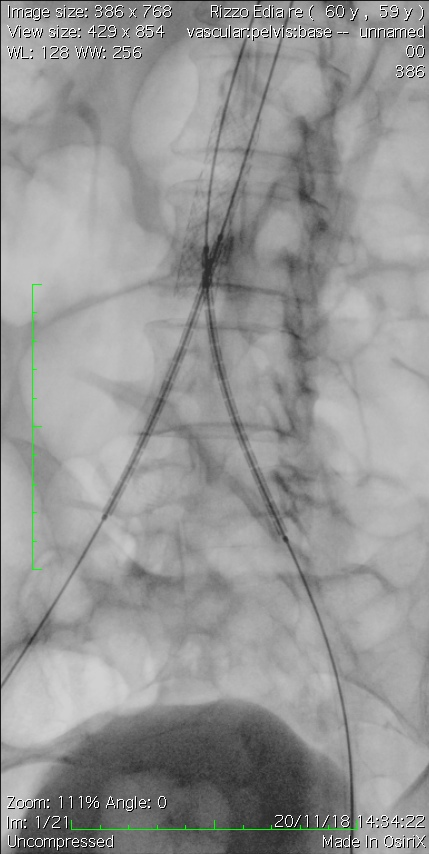 Image size: 386 x 768
View size: 429 x 854
WL: 128 WW: 256
Rizzo Edia re ( 60 y , 59 y )
vascular:pelvis:base -- unnamed
00
386
Zoom: 111% Angle: 0
Im: 1/21
Uncompressed
20/11/18 14:34:22
Made In OsiriX